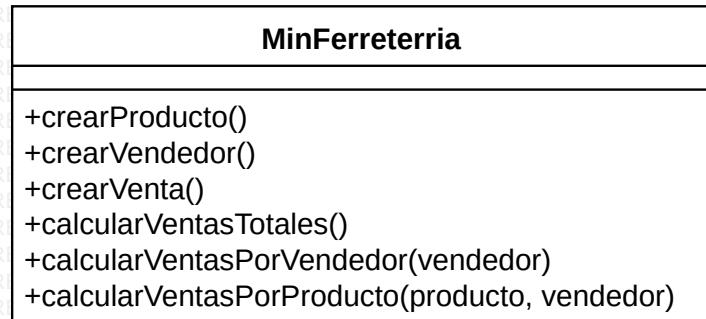 MinFerreterria
+crearProducto()
+crearVendedor()
+crearVenta()
+calcularVentasTotales()
+calcularVentasPorVendedor(vendedor)
+calcularVentasPorProducto(producto, vendedor)